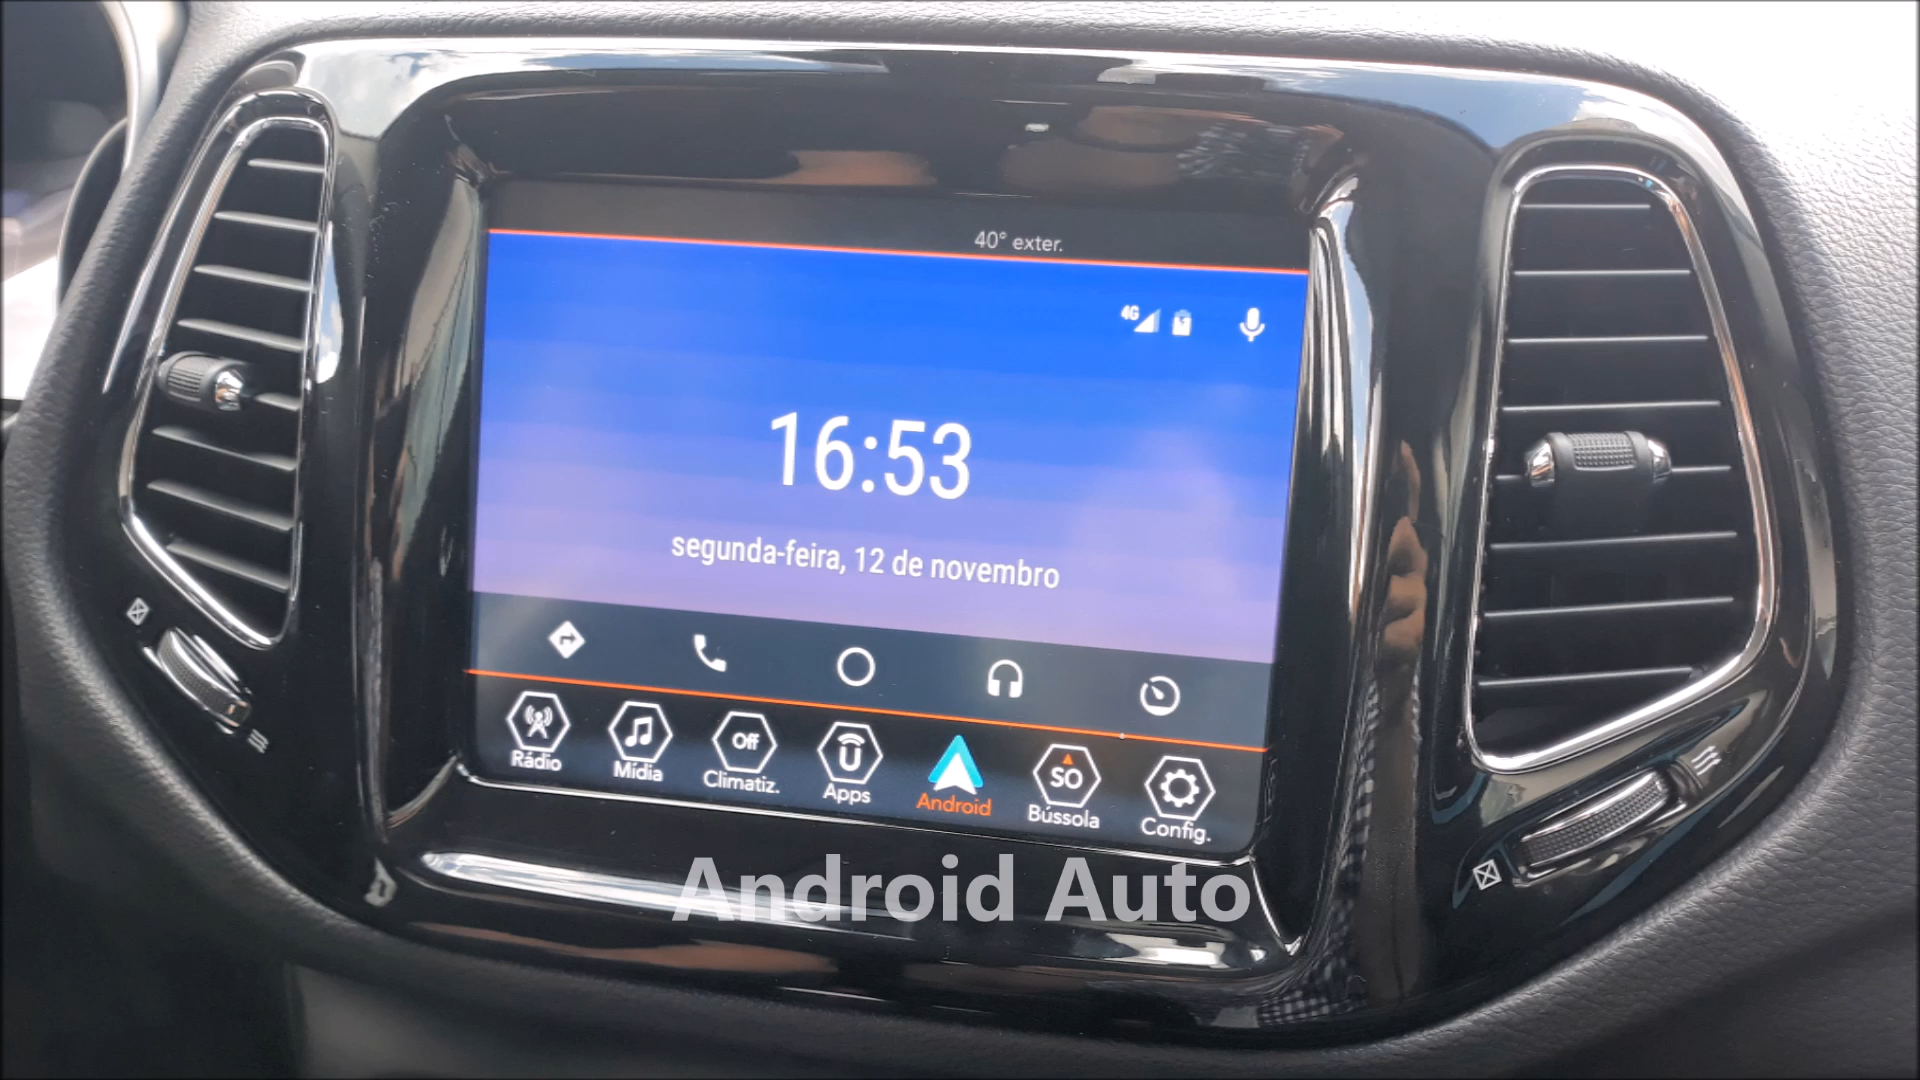 40° exter.
4G
16:53
segunda-feira, 12 de novembro
Off
SO
Rádio
Mídia
Climatiz.
Apps
Android
Bússola
Config.
Android Auto